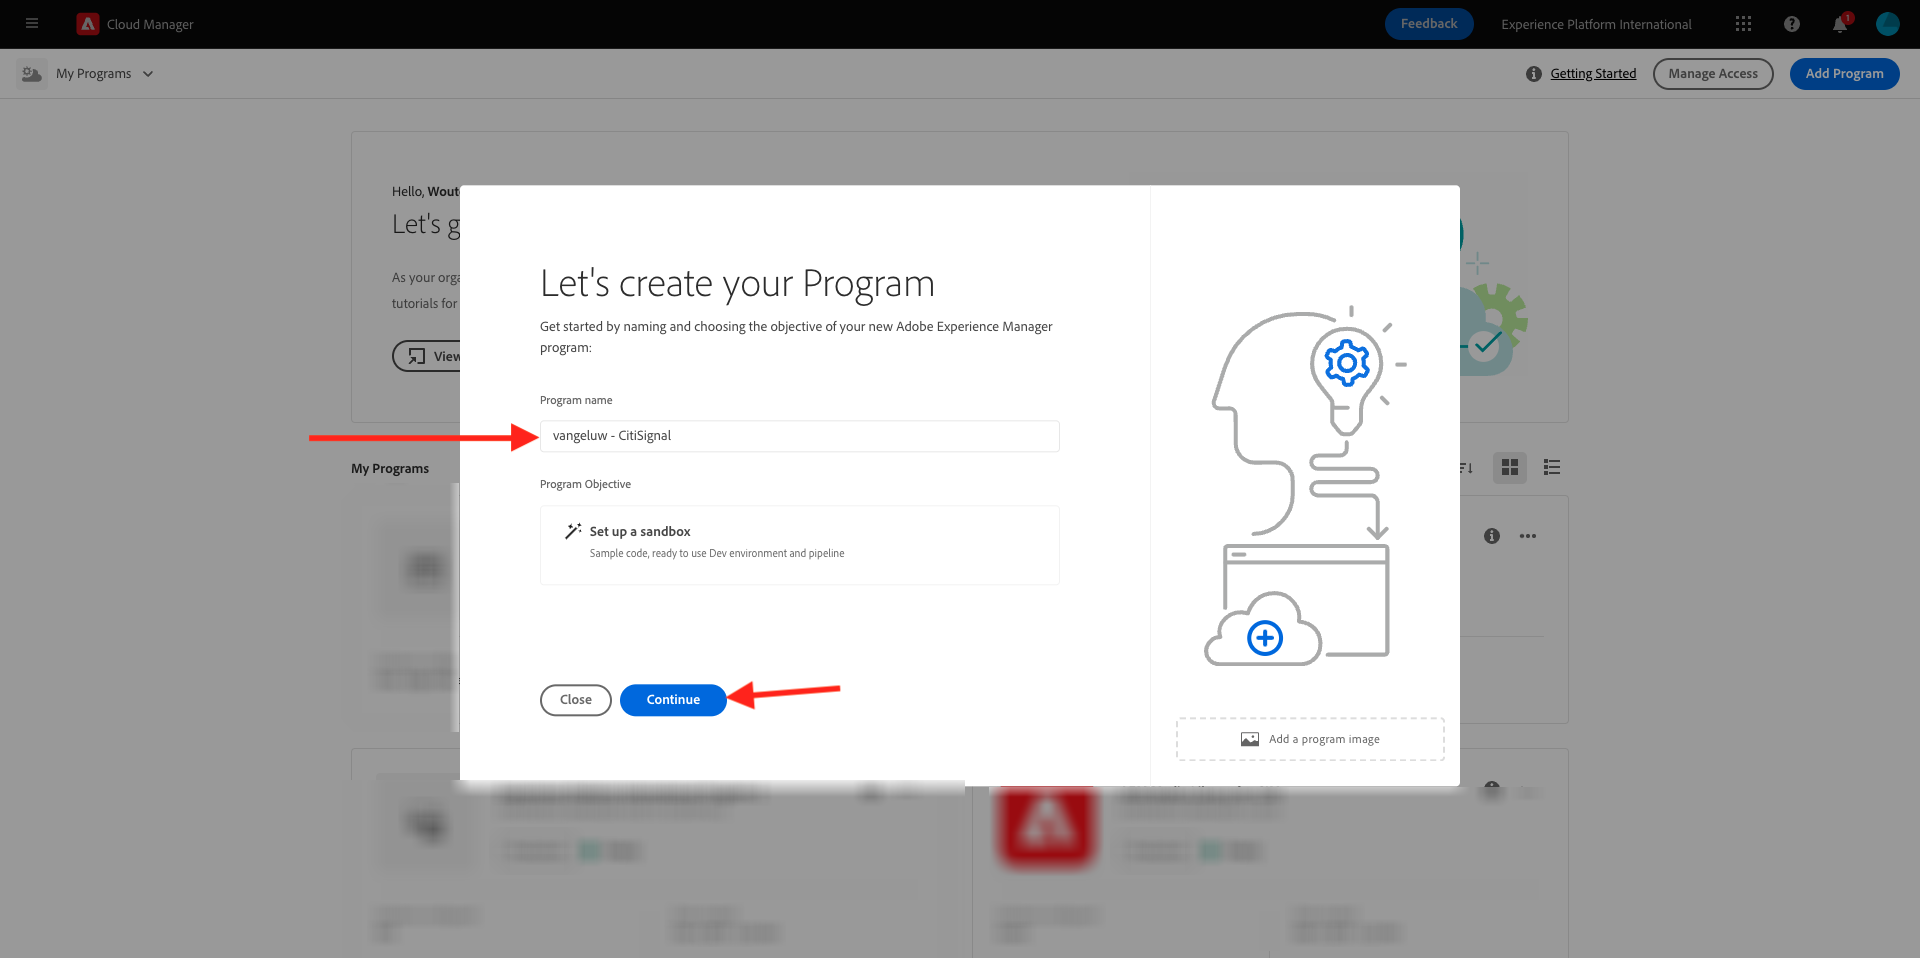 Cloud Manager
Feedback
Experience Platform International
1
My Programs
Getting Started
Manage Access
Add Program
Hello, Wout
Let's g
As your orga
tutorials for
View
My Programs
Let's create your Program
Get started by naming and choosing the objective of your new Adobe Experience Manager
program:
Program name
vangeluw - CitiSignal
Program Objective
Set up a sandbox
Sample code, ready to use Dev environment and pipeline
Close
Continue
Add a program image